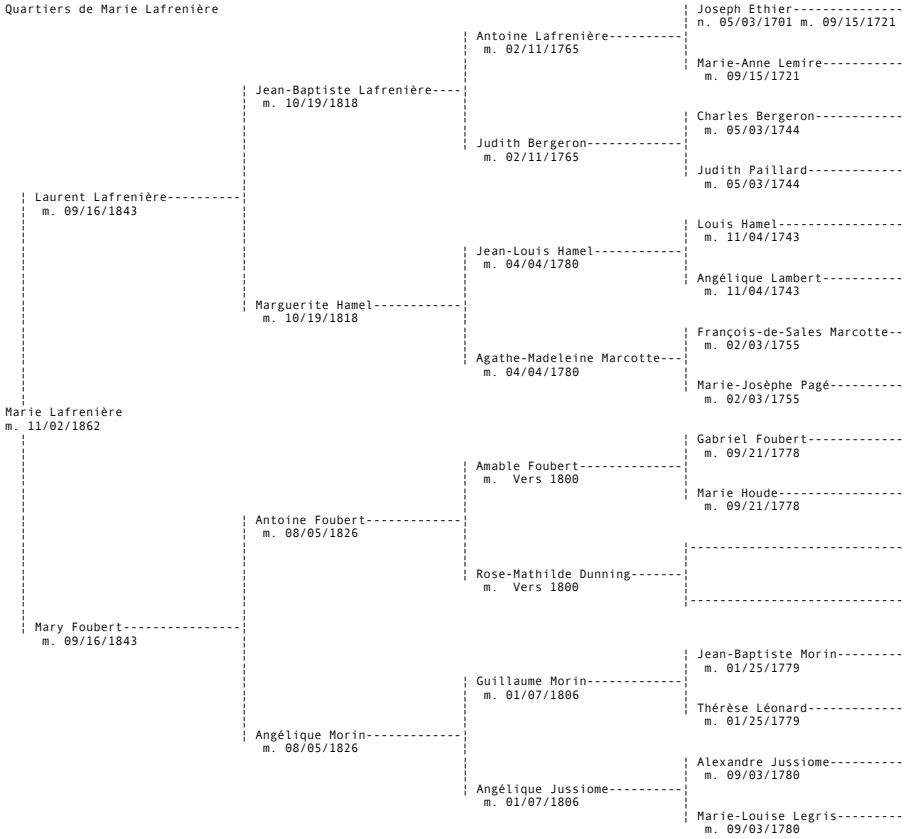 Quartiers de Marie Lafrenière
Joseph Ethier
n. 05/03/1701 m. 09/15/1721
Antoine Lafrenière
m. 02/11/1765
Marie-Anne Lemire
m. 09/15/1721
Jean-Baptiste Lafrenière
m. 10/19/1818
Charles Bergeron
m. 05/03/1744
Judith Bergeron
m. 02/11/1765
Judith Paillard
m. 05/03/1744
Laurent Lafrenière
m. 09/16/1843
Louis Hamel
m. 11/04/1743
Jean-Louis Hamel
m. 04/04/1780
Angélique Lambert
m. 11/04/1743
Marguerite Hamel
m. 10/19/1818
François-de-Sales Marcotte
m. 02/03/1755
Agathe-Madeleine Marcotte
m. 04/04/1780
Marie-Josèphe Pagé
m. 02/03/1755
Marie Lafrenière
m. 11/02/1862
Gabriel Foubert
m. 09/21/1778
Amable Foubert
m. Vers 1800
Marie Houde
m. 09/21/1778
Antoine Foubert
m. 08/05/1826
Rose-Mathilde Dunning
m. Vers 1800
Mary Foubert
m. 09/16/1843
Jean-Baptiste Morin
m. 01/25/1779
Guillaume Morin
m. 01/07/1806
Thérèse Léonard
m. 01/25/1779
Angélique Morin
m. 08/05/1826
Alexandre Jussiome
m. 09/03/1780
Angélique Jussiome
m. 01/07/1806
Marie-Louise Legris
m. 09/03/1780